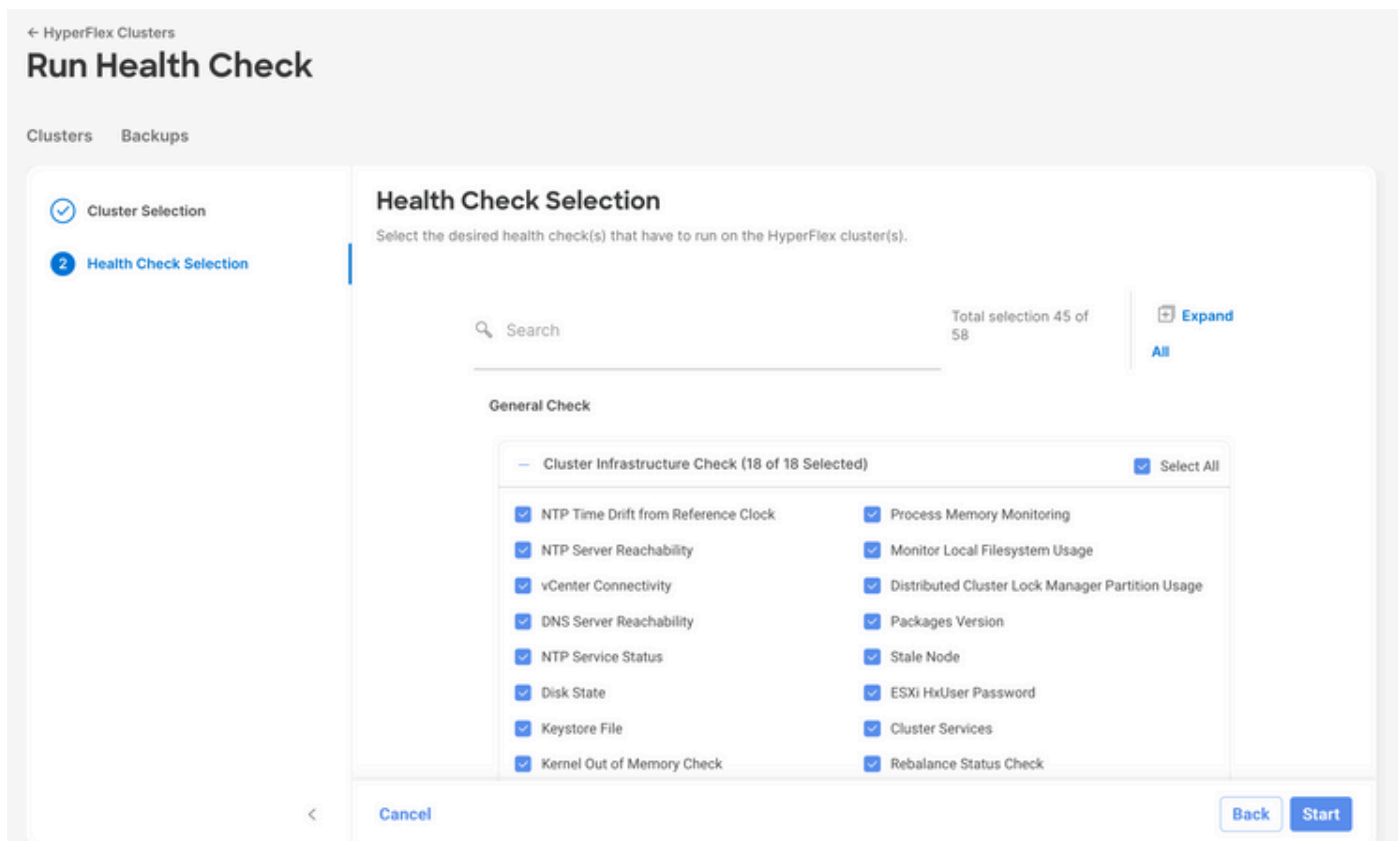 ← HyperFlex Clusters
Run Health Check
Clusters Backups
Cluster Selection
2 Health Check Selection
Health Check Selection
Select the desired health check(s) that have to run on the HyperFlex cluster(s).
Search
Total selection 45 of
58
Expand
All
General Check
Cluster Infrastructure Check (18 of 18 Selected)
Select All
NTP Time Drift from Reference Clock
Process Memory Monitoring
NTP Server Reachability
Monitor Local Filesystem Usage
vCenter Connectivity
Distributed Cluster Lock Manager Partition Usage
DNS Server Reachability
Packages Version
NTP Service Status
Stale Node
Disk State
ESXi HxUser Password
Keystore File
Cluster Services
Kernel Out of Memory Check
Rebalance Status Check
Cancel
Back
Start